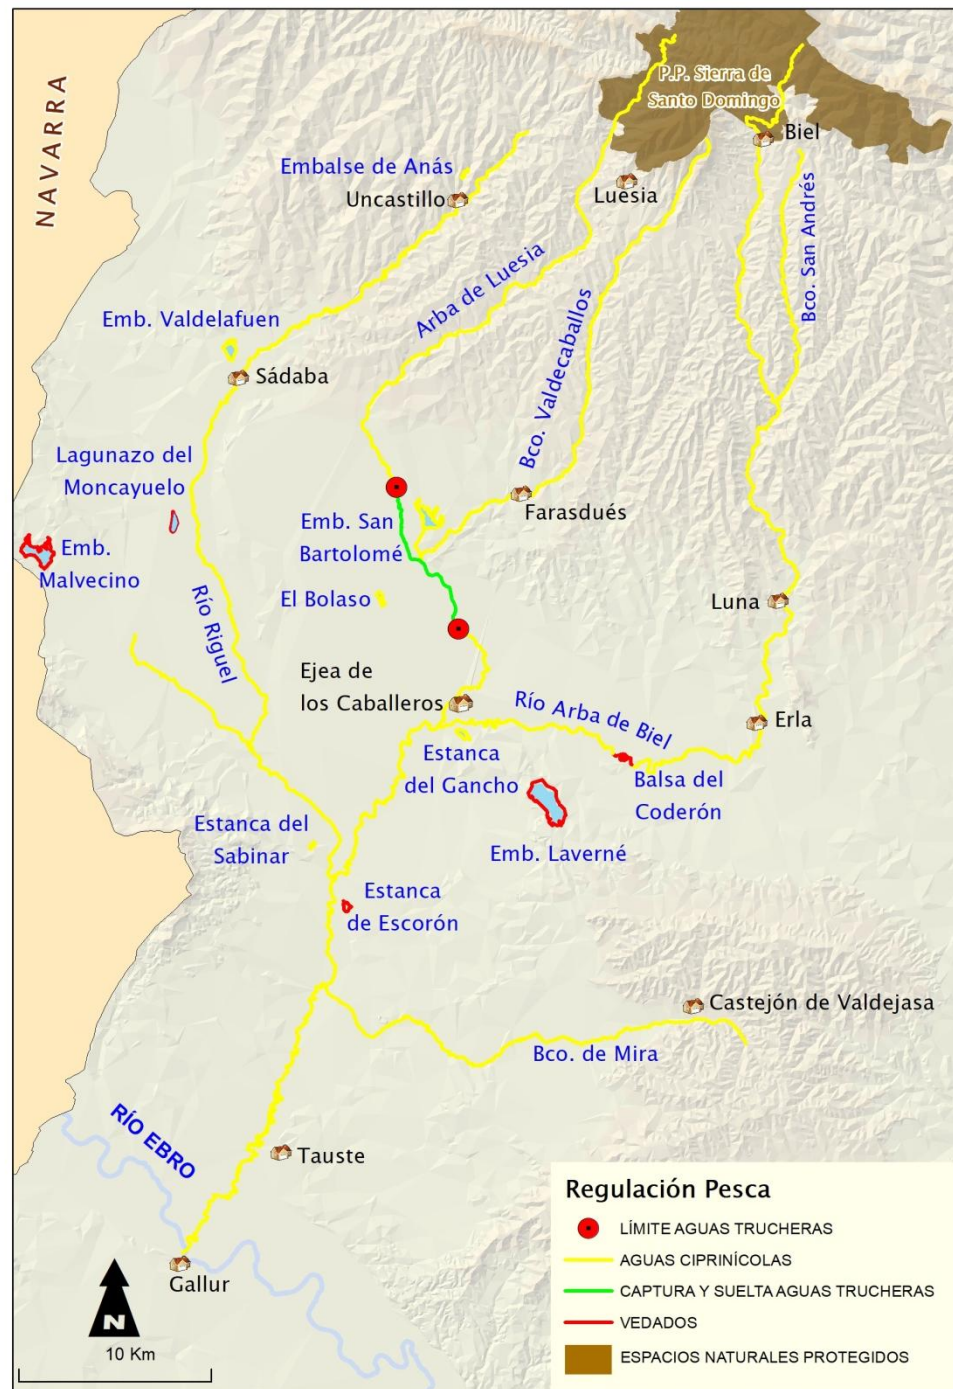 NAVARRA
P.P. Sierra de
Santo Domingo
Biel
Embalse de Anás
Uncastillo
Luesia
Bco. San Andrés
Arba de Luesia
Emb. Valdelafuen
Sádaba
Bco. Valdecaballos
Lagunazo del
Moncayuelo
Emb. San
Bartolomé
Farasdués
Emb.
Malvecino
Río Riguel
El Bolaso
Luna
Ejea de
los Caballeros
Río Arba de Biel
Erla
Estanca
del Gancho
Balsa del
Coderón
Estanca del
Sabinar
Emb. Laverné
Estanca
de Escorón
Castejón de Valdejasa
Bco. de Mira
RÍO EBRO
Tauste
Gallur
N
10 Km
Regulación Pesca
LÍMITE AGUAS TRUCHERAS
AGUAS CIPRINÍCOLAS
CAPTURA Y SUELTA AGUAS TRUCHERAS
VEDADOS
ESPACIOS NATURALES PROTEGIDOS